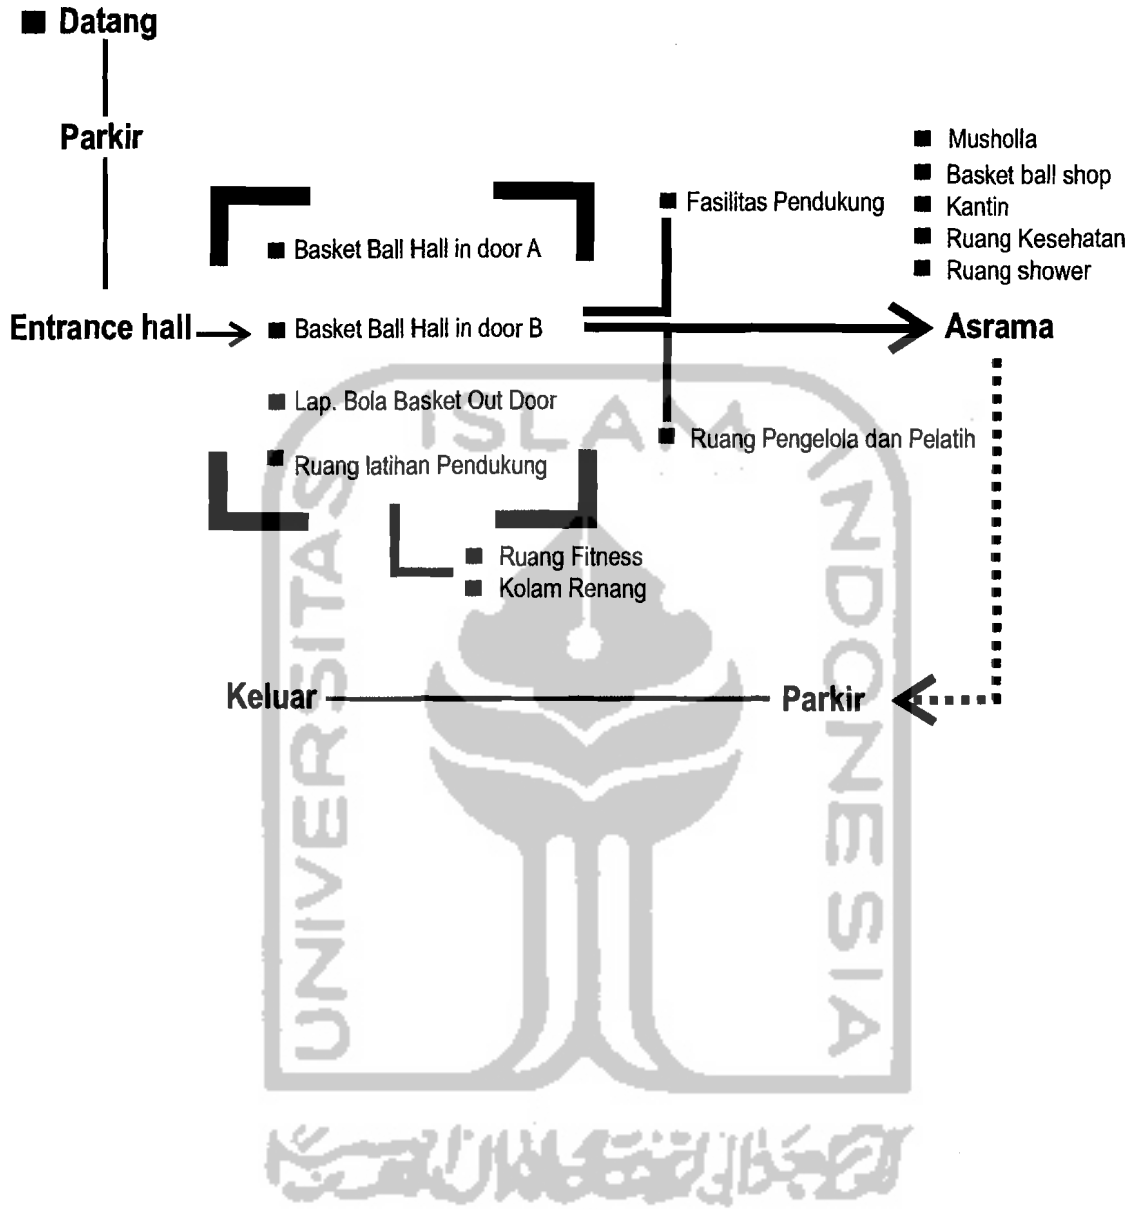 Datang
Parkir
Musholla
Basket ball shop
Kantin
Ruang Kesehatan
Ruang shower
Fasilitas Pendukung
Basket Ball Hall in door A
Entrance hall
Basket Ball Hall in door B
Asrama
Lap. Bola Basket Out Door
Ruang Pengelola dan Pelatih
Ruang latihan Pendukung
Ruang Fitness
Kolam Renang
Keluar
Parkir
UNIVERSITAS
ISLAM
INDONESIA